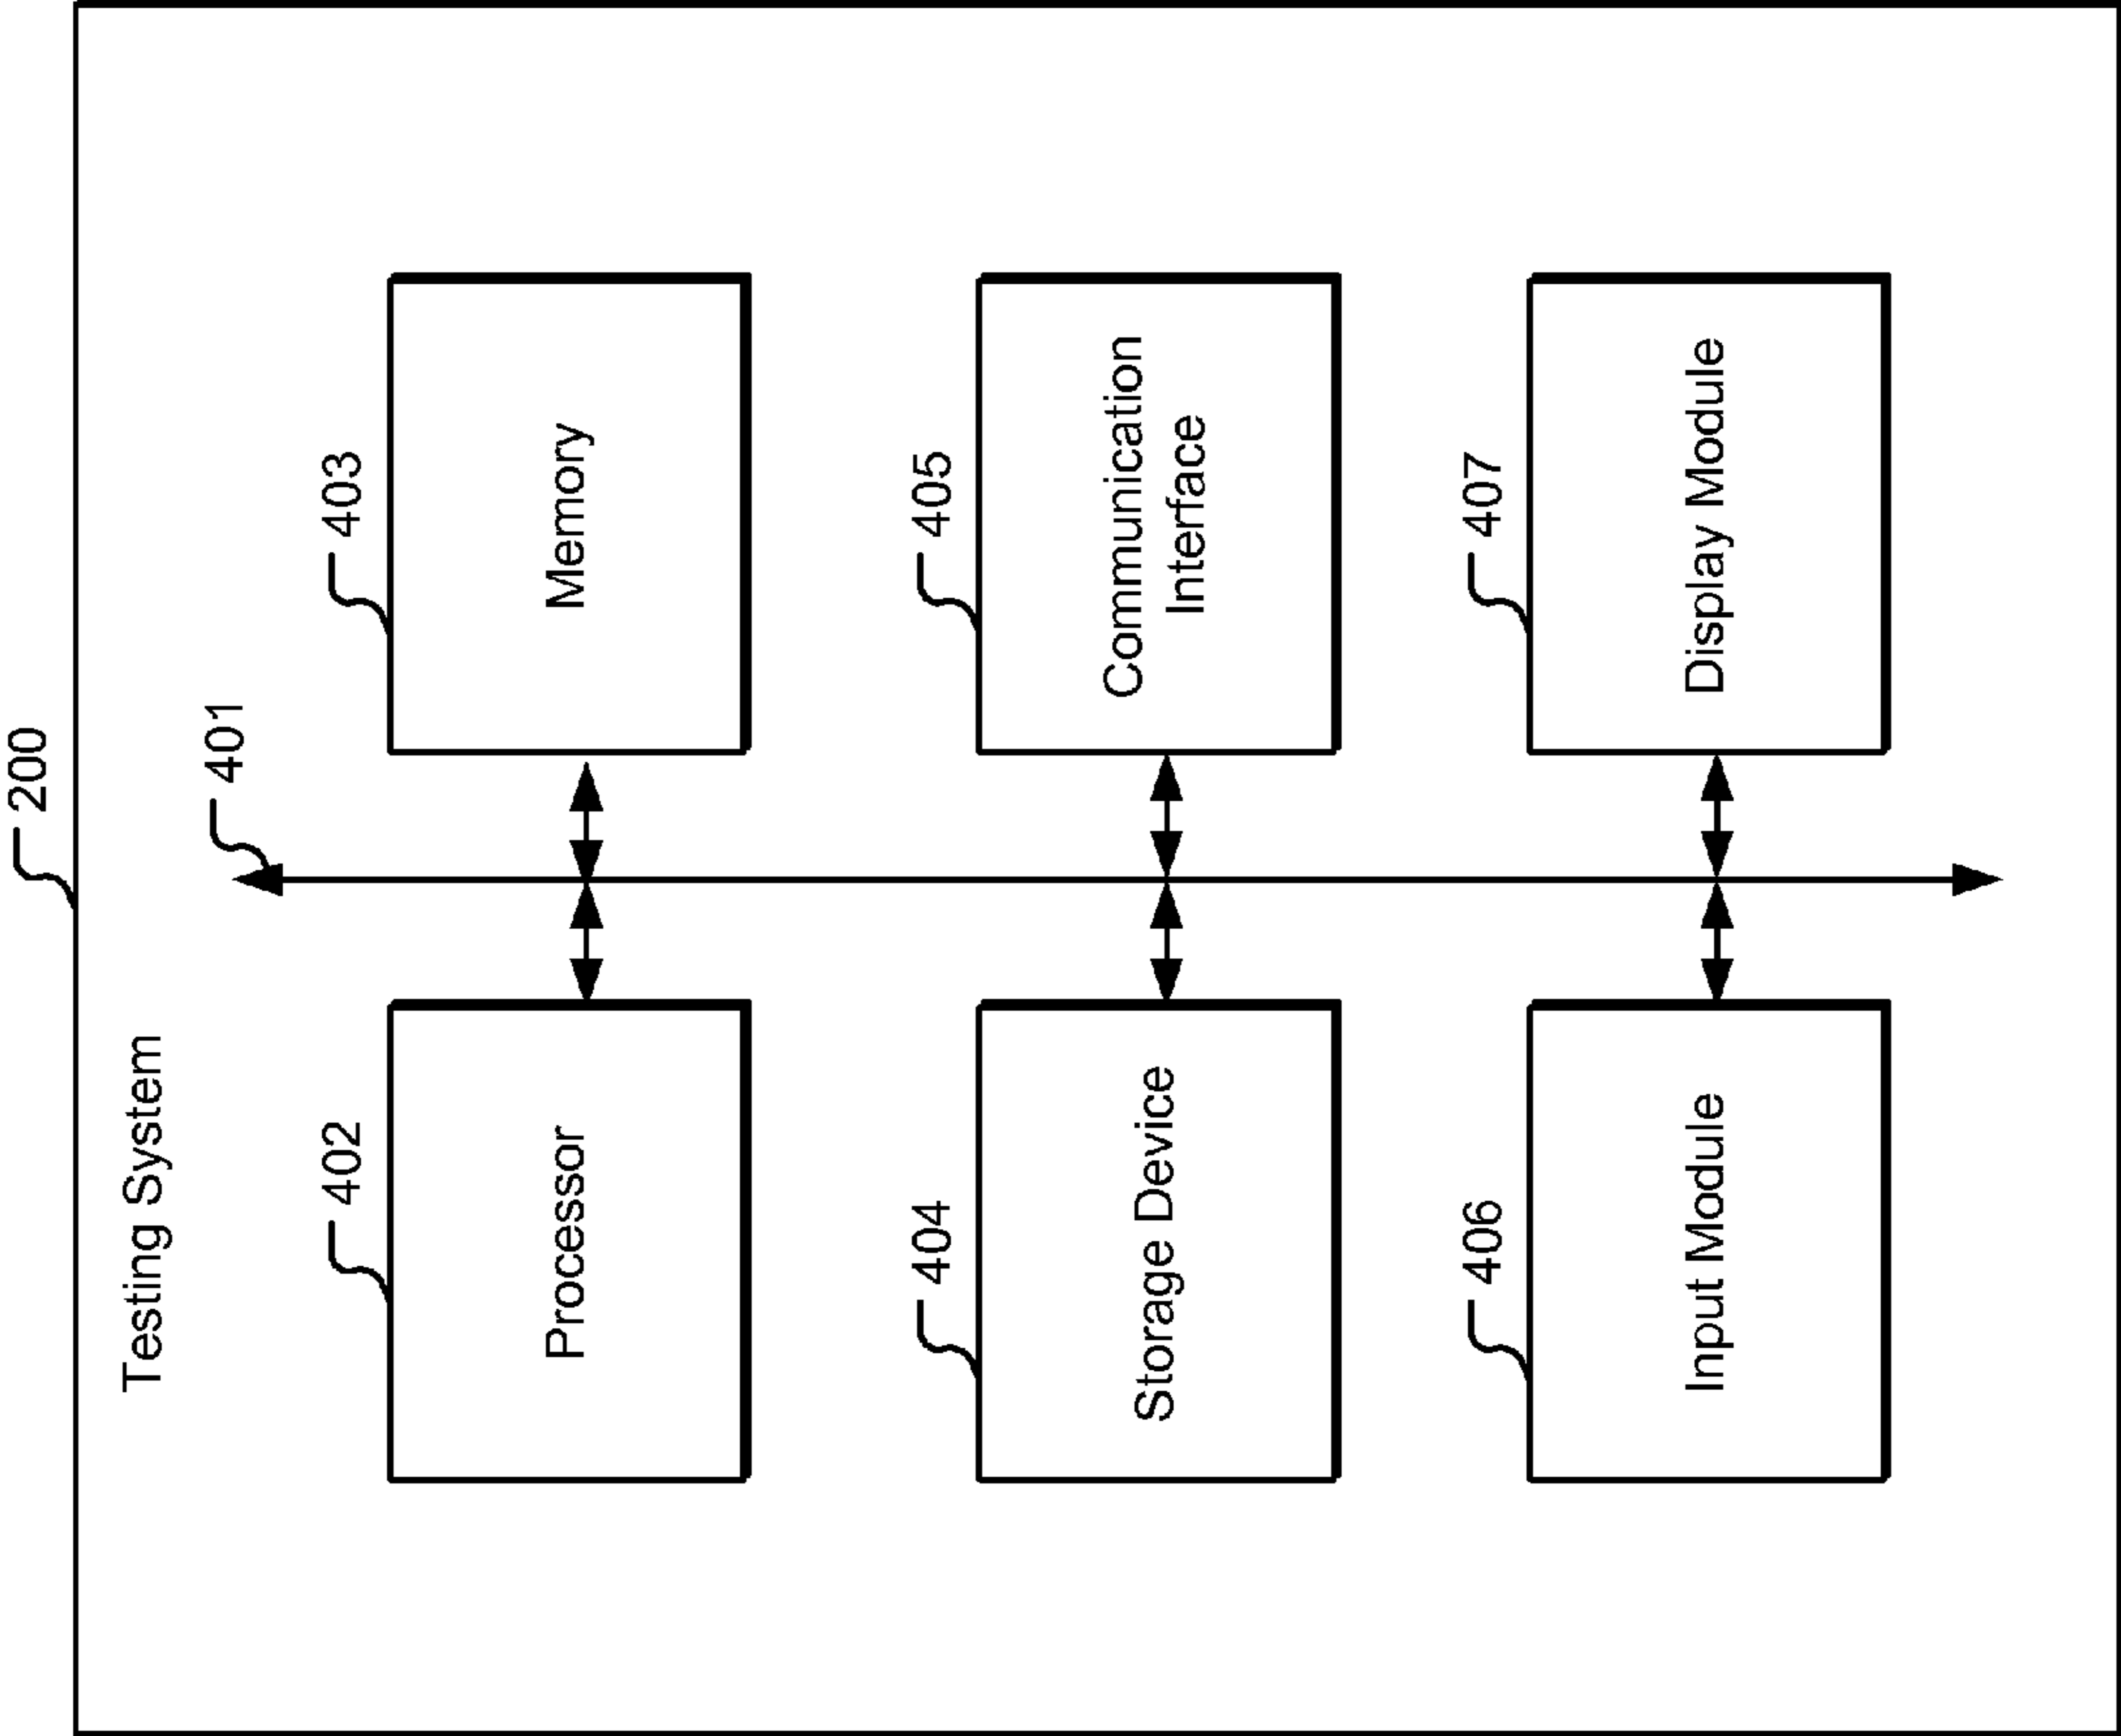 200
Testing System
401
402
Processor
403
Memory
404
Storage Device
405
Communication
Interface
406
Input Module
407
Display Module